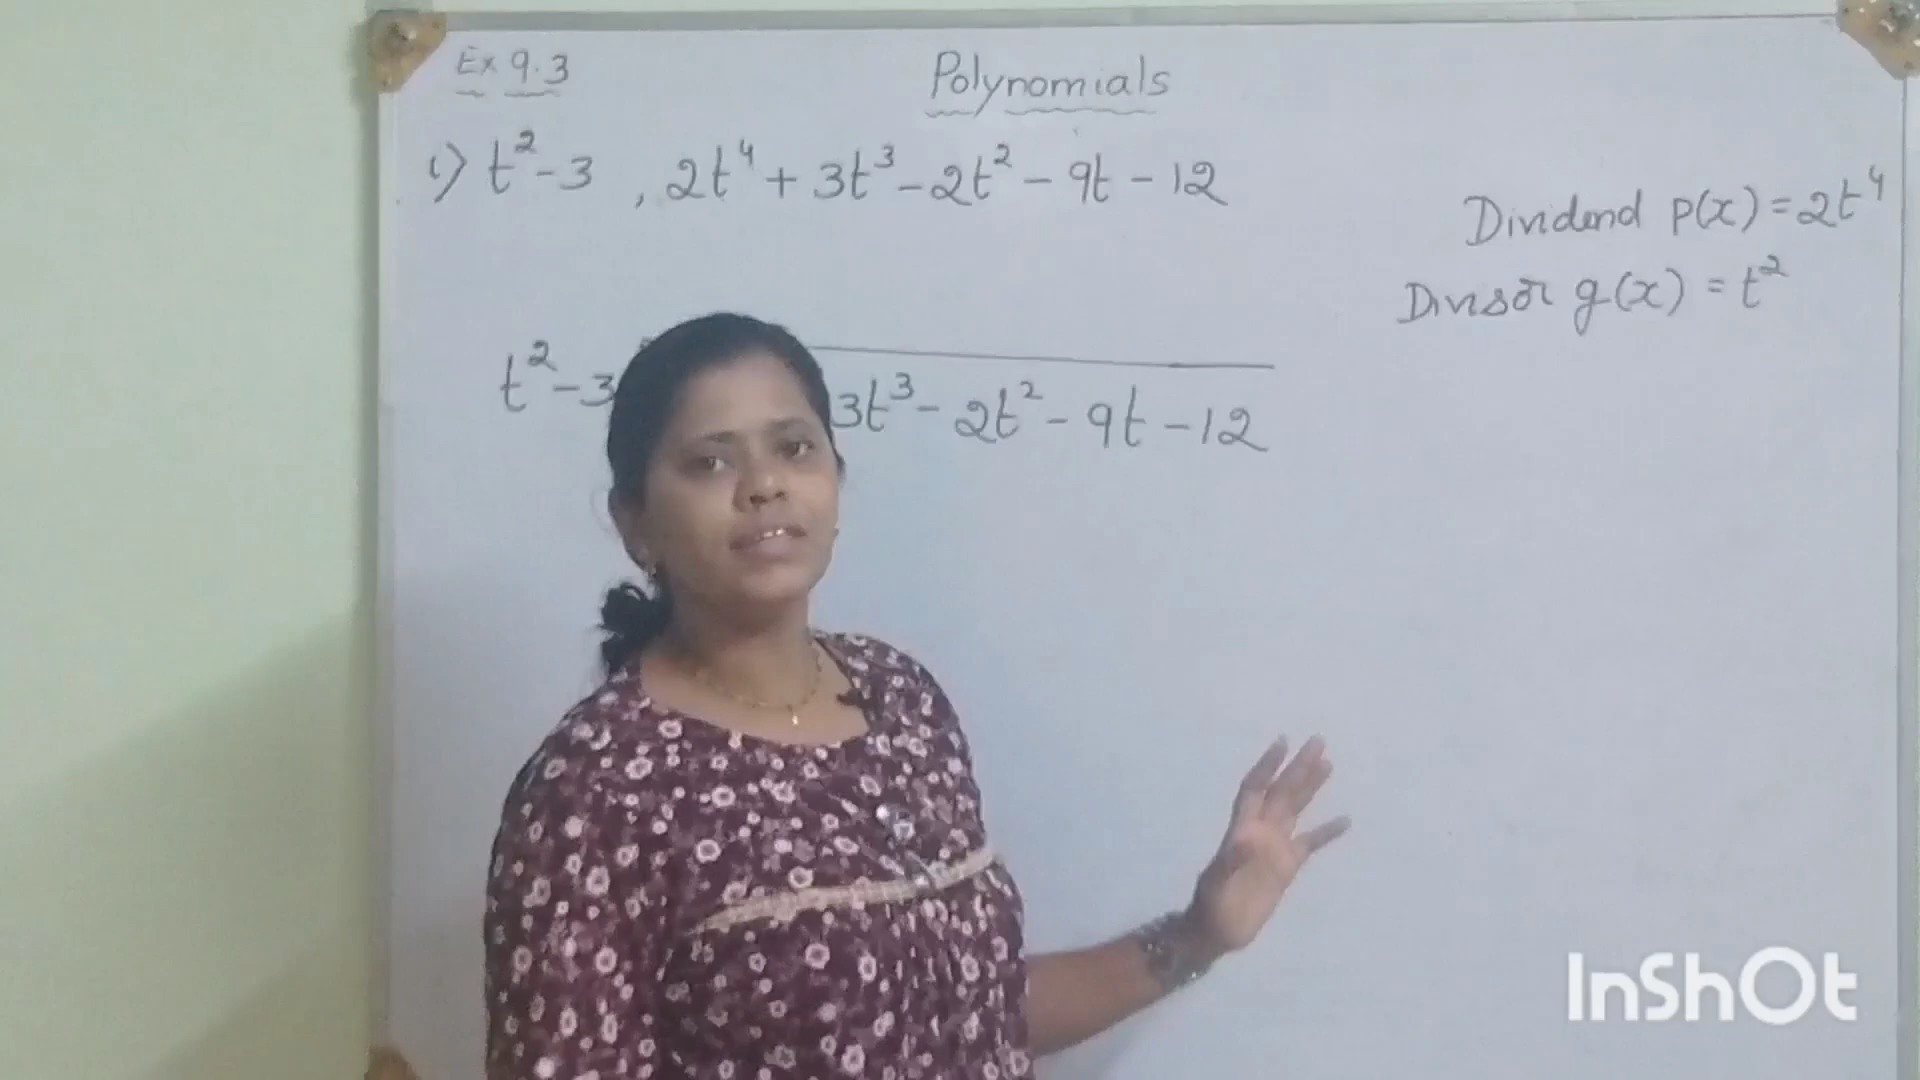 Ex 9.3
Polynomials
i) t² - 3 , 2t⁴ + 3t³ - 2t² - 9t - 12
Dividend p(x) = 2t⁴
Divisor g(x) = t²
t² - 3
3t³ - 2t² - 9t - 12
InShOt